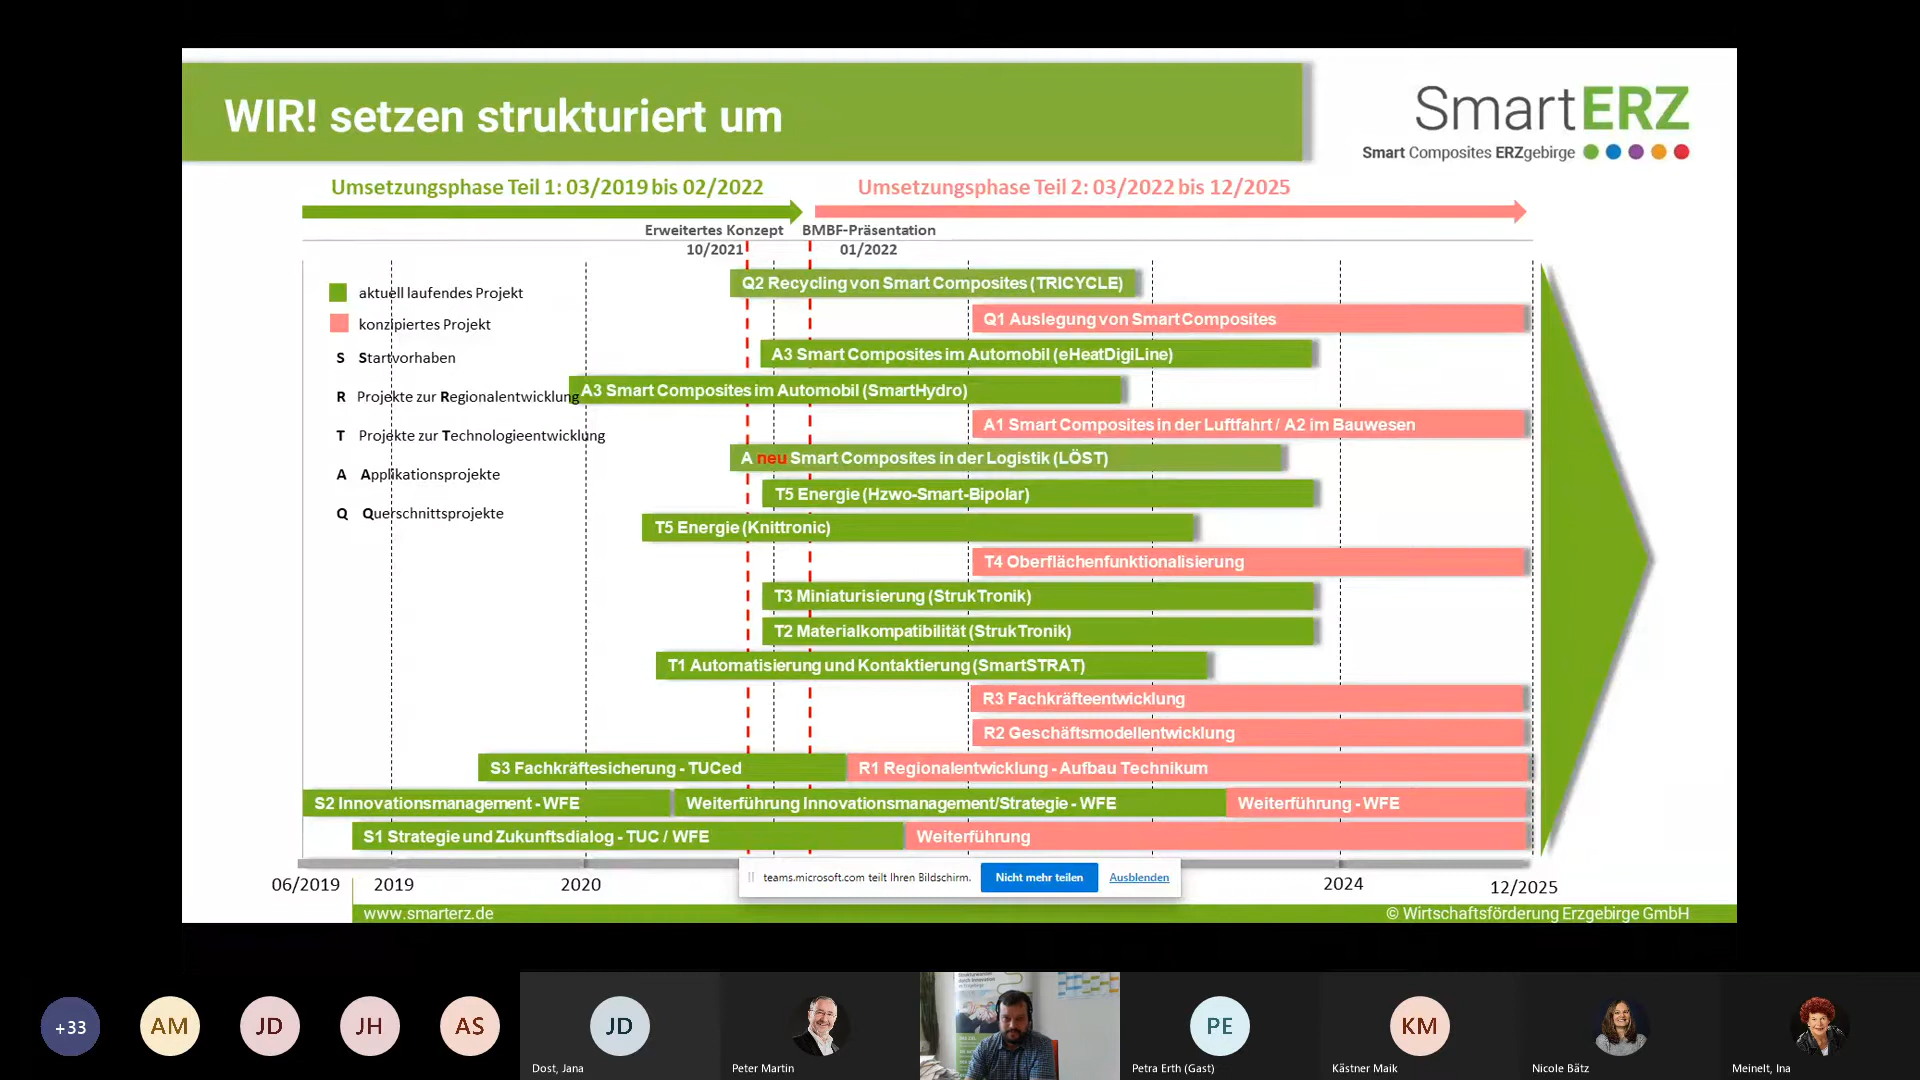 WIR! setzen strukturiert um
SmartERZ
Smart Composites ERZgebirge
Umsetzungsphase Teil 1: 03/2019 bis 02/2022
Umsetzungsphase Teil 2: 03/2022 bis 12/2025
Erweitertes Konzept
10/2021
BMBF-Präsentation
01/2022
aktuell laufendes Projekt
konzipiertes Projekt
S Startvorhaben
R Projekte zur Regionalentwicklung
T Projekte zur Technologieentwicklung
A Applikationsprojekte
Q Querschnittsprojekte
Q2 Recycling von Smart Composites (TRICYCLE)
Q1 Auslegung von Smart Composites
A3 Smart Composites im Automobil (eHeatDigiLine)
A3 Smart Composites im Automobil (SmartHydro)
A1 Smart Composites in der Luftfahrt / A2 im Bauwesen
A neu Smart Composites in der Logistik (LÖST)
T5 Energie (Hzwo-Smart-Bipolar)
T5 Energie (Knittronic)
T4 Oberflächenfunktionalisierung
T3 Miniaturisierung (StrukTronik)
T2 Materialkompatibilität (StrukTronik)
T1 Automatisierung und Kontaktierung (SmartSTRAT)
R3 Fachkräfteentwicklung
R2 Geschäftsmodellentwicklung
S3 Fachkräftesicherung - TUCed
R1 Regionalentwicklung - Aufbau Technikum
S2 Innovationsmanagement - WFE
Weiterführung Innovationsmanagement/Strategie - WFE
Weiterführung - WFE
S1 Strategie und Zukunftsdialog - TUC / WFE
Weiterführung
06/2019
2019
2020
2024
12/2025
teams.microsoft.com teilt Ihren Bildschirm.
Nicht mehr teilen
Ausblenden
www.smarterz.de
© Wirtschaftsförderung Erzgebirge GmbH
+33
AM
JD
JH
AS
JD
PE
KM
Dost, Jana
Peter Martin
Petra Erth (Gast)
Kästner Maik
Nicole Bätz
Meinelt, Ina